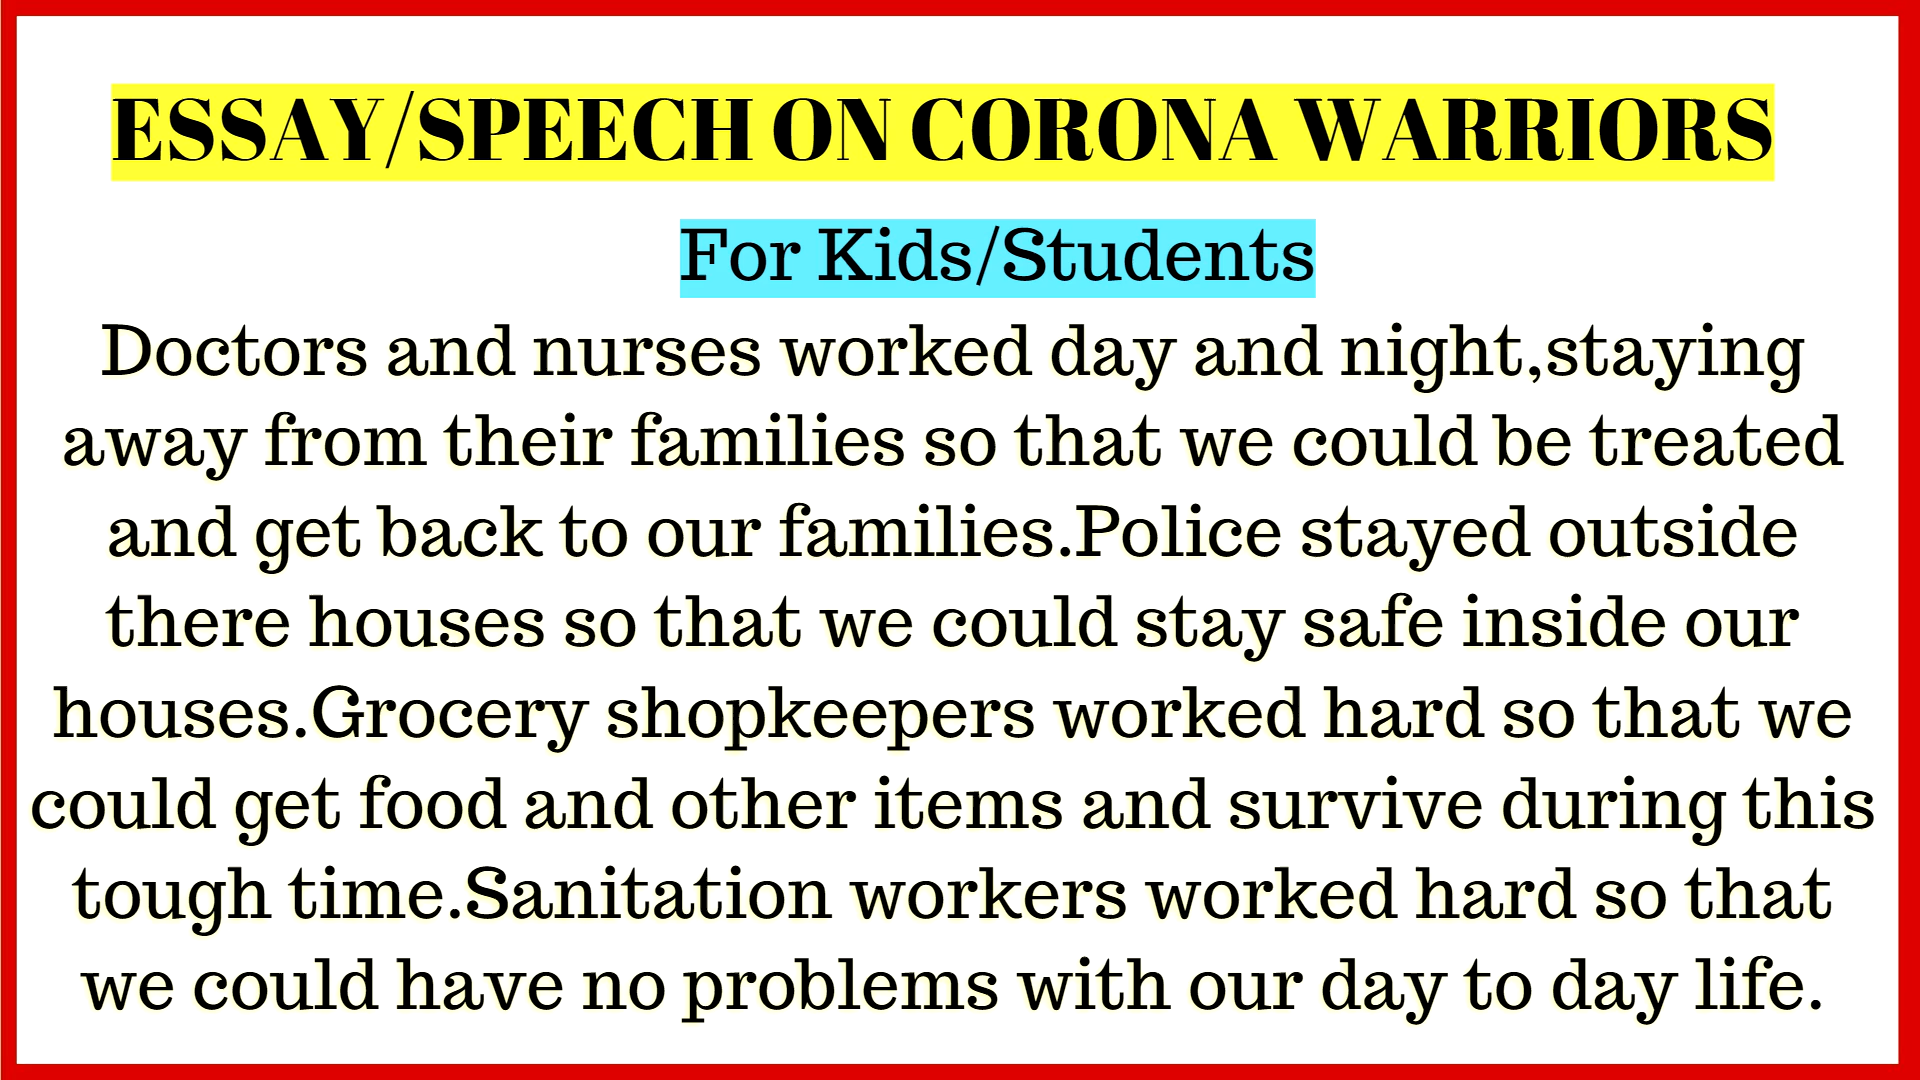 ESSAY/SPEECH ON CORONA WARRIORS
For Kids/Students
Doctors and nurses worked day and night,staying
away from their families so that we could be treated
and get back to our families.Police stayed outside
there houses so that we could stay safe inside our
houses.Grocery shopkeepers worked hard so that we
could get food and other items and survive during this
tough time.Sanitation workers worked hard so that
we could have no problems with our day to day life.